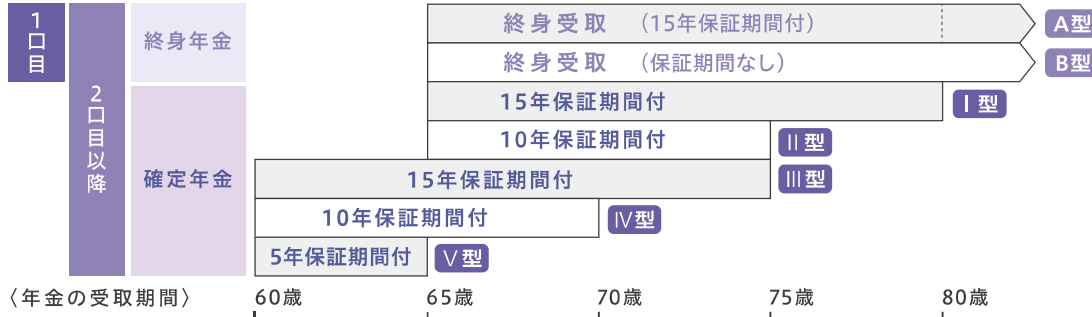 1口目
2口目以降
終身年金
終身受取 （15年保証期間付）
A型
終身受取 （保証期間なし）
B型
確定年金
15年保証期間付
Ⅰ型
10年保証期間付
Ⅱ型
15年保証期間付
Ⅲ型
10年保証期間付
Ⅳ型
5年保証期間付
Ⅴ型
〈年金の受取期間〉 60歳 65歳 70歳 75歳 80歳